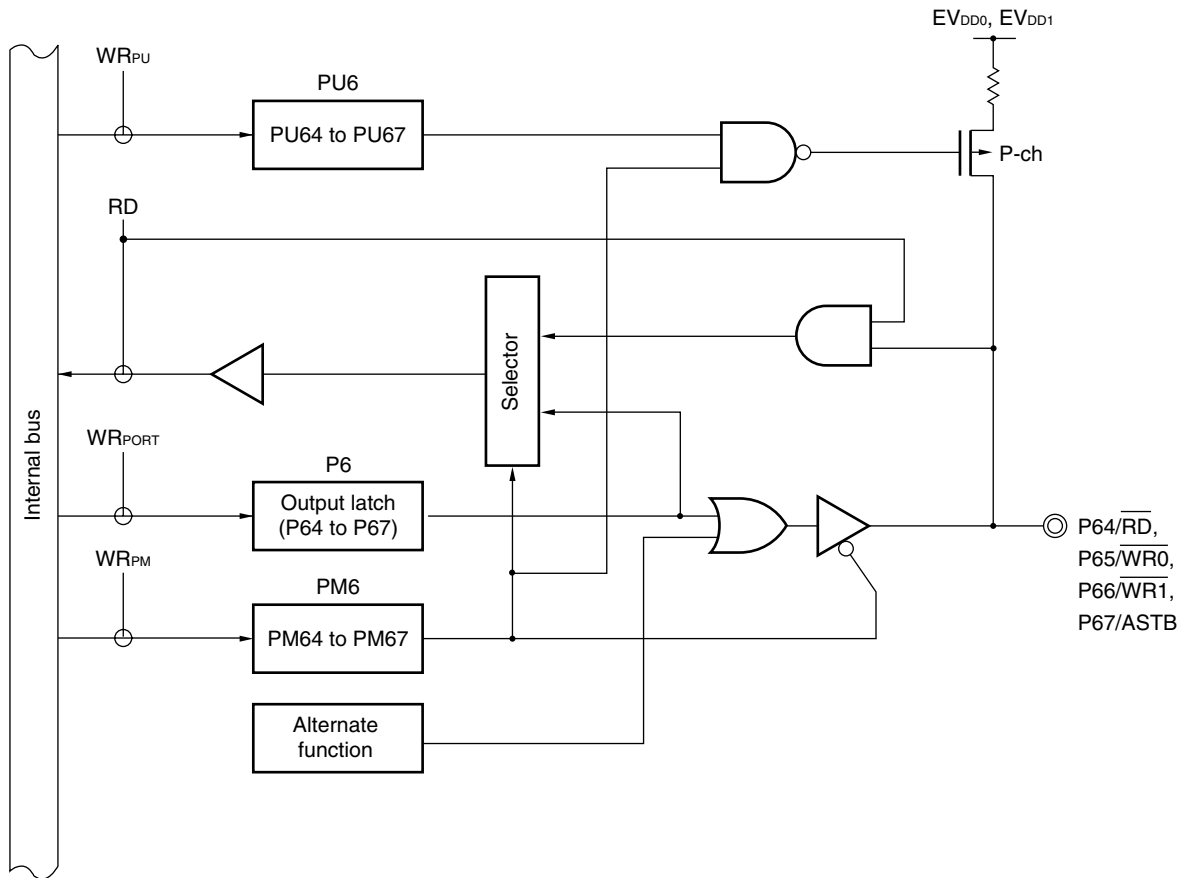 EVDD0, EVDD1
WRPU
PU6
PU64 to PU67
P-ch
RD
Selector
Internal bus
WRPORT
P6
Output latch
(P64 to P67)
P64/RD,
P65/WR0,
P66/WR1,
P67/ASTB
WRPM
PM6
PM64 to PM67
Alternate
function